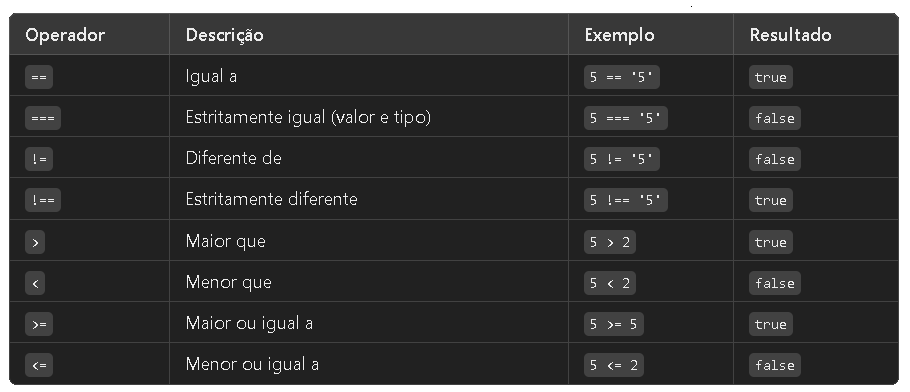 Operador Descrição Exemplo Resultado
== Igual a 5 == '5' true
=== Estritamente igual (valor e tipo) 5 === '5' false
!= Diferente de 5 != '5' false
!== Estritamente diferente 5 !== '5' true
> Maior que 5 > 2 true
< Menor que 5 < 2 false
>= Maior ou igual a 5 >= 5 true
<= Menor ou igual a 5 <= 2 false